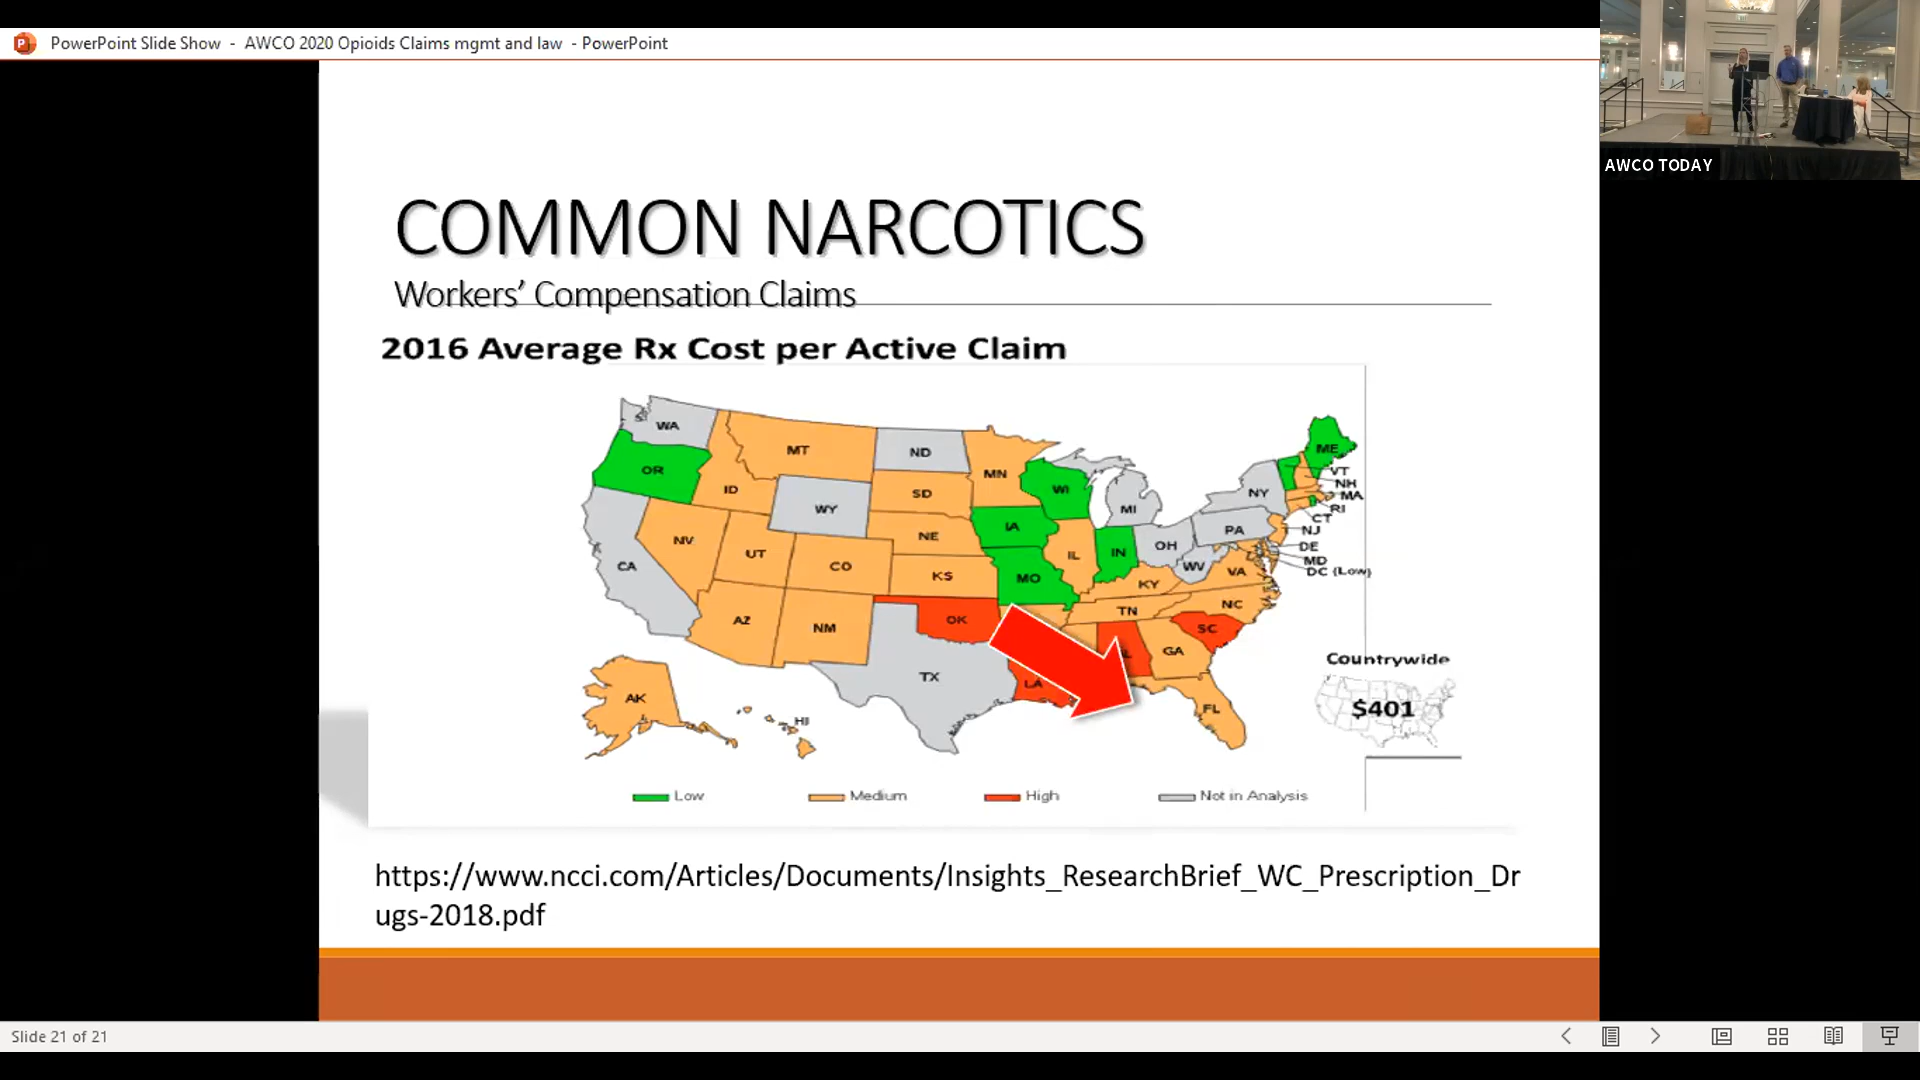 PowerPoint Slide Show - AWCO 2020 Opioids Claims mgmt and law - PowerPoint
AWCO TODAY
COMMON NARCOTICS
Workers' Compensation Claims
2016 Average Rx Cost per Active Claim
WA
MT
ND
MN
OR
ID
WY
SD
WI
MI
NY
ME
VT
NH
MA
RI
CT
NJ
DE
MD
DC (Low)
NV
UT
CO
NE
KS
IA
MO
IL
IN
OH
PA
WV
VA
KY
CA
AZ
NM
OK
TN
NC
SC
GA
TX
LA
FL
AK
HI
Countrywide
$401
Low
Medium
High
Not in Analysis
https://www.ncci.com/Articles/Documents/Insights_ResearchBrief_WC_Prescription_Dr
ugs-2018.pdf
Slide 21 of 21